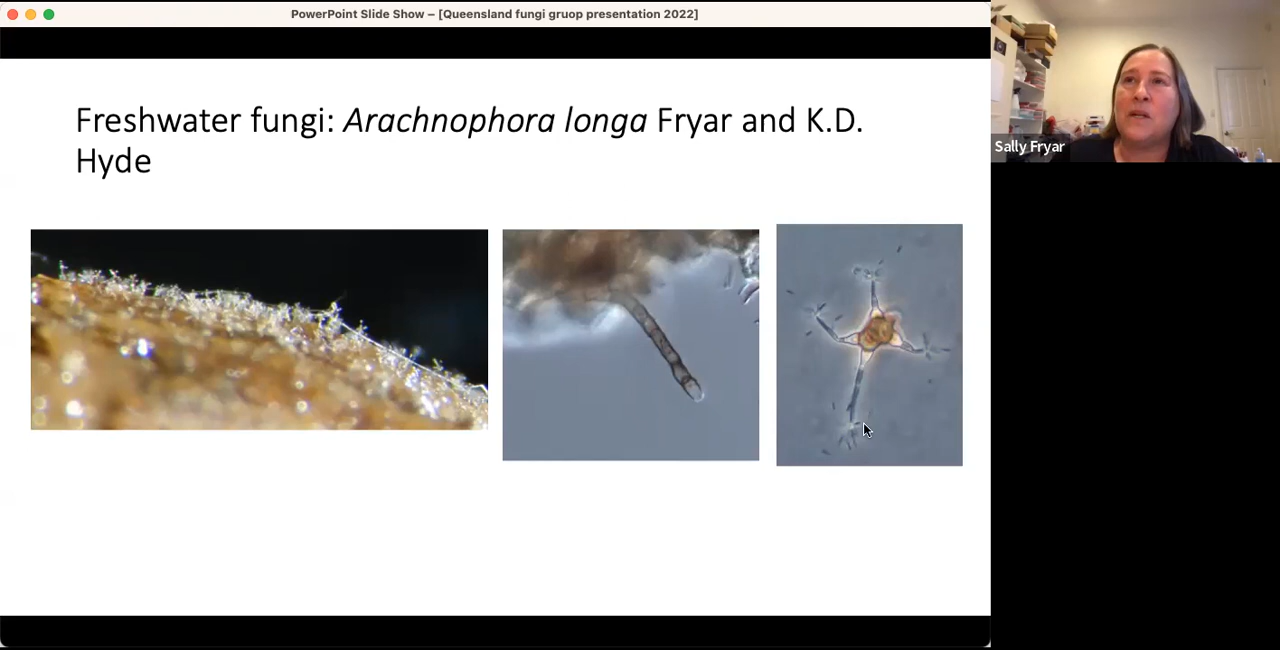 PowerPoint Slide Show – [Queensland fungi gruop presentation 2022]
Freshwater fungi: Arachnophora longa Fryar and K.D.
Hyde
Sally Fryar